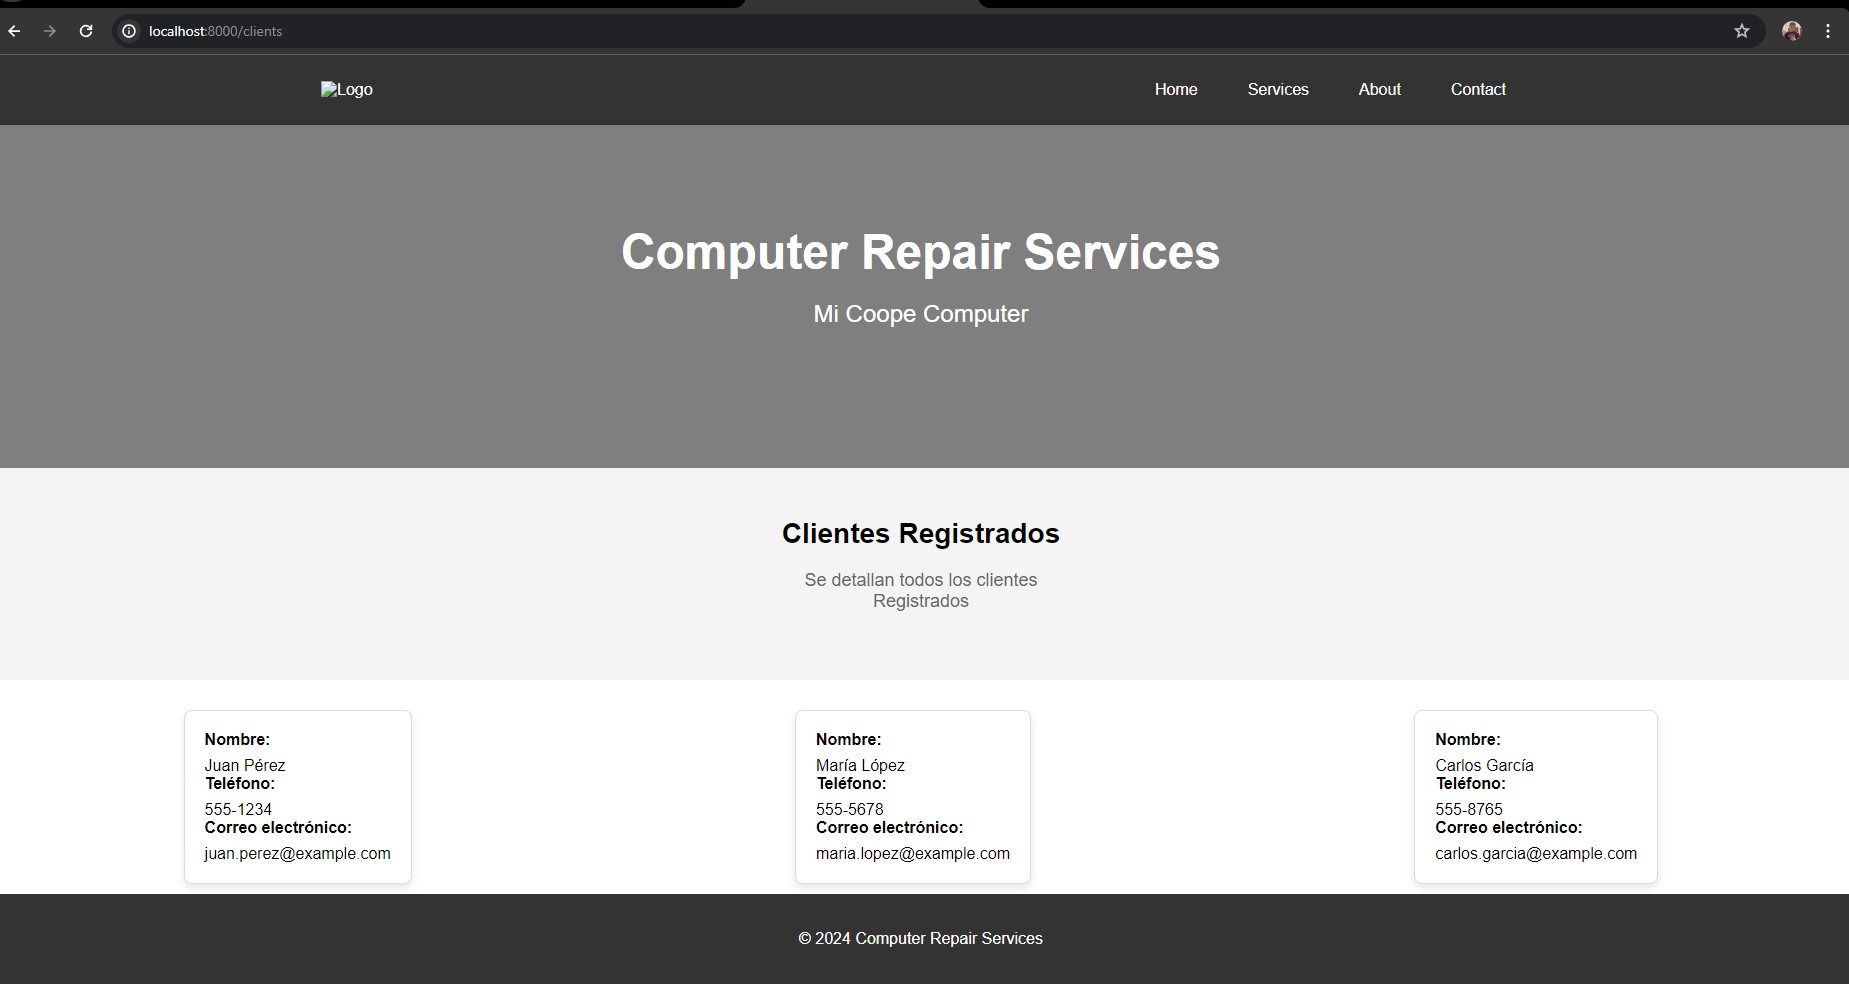 localhost:8000/clients
Logo
Home Services About Contact
Computer Repair Services
Mi Coope Computer
Clientes Registrados
Se detallan todos los clientes
Registrados
Nombre:
Juan Pérez
Teléfono:
555-1234
Correo electrónico:
juan.perez@example.com
Nombre:
María López
Teléfono:
555-5678
Correo electrónico:
maria.lopez@example.com
Nombre:
Carlos García
Teléfono:
555-8765
Correo electrónico:
carlos.garcia@example.com
© 2024 Computer Repair Services